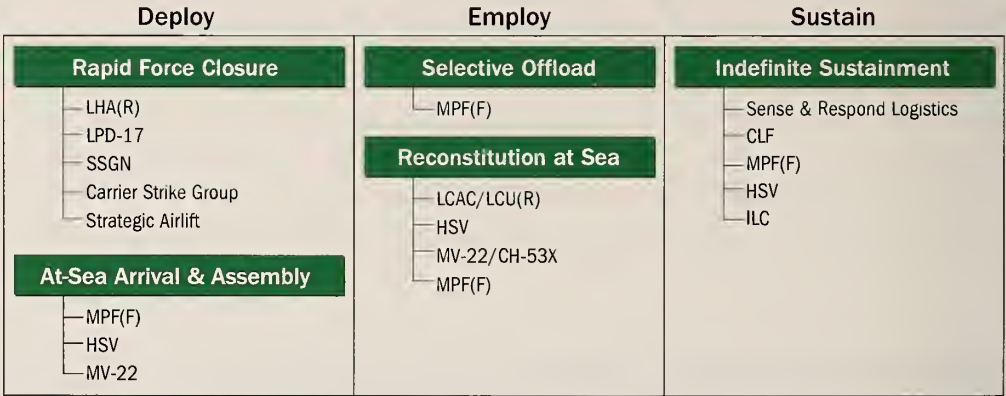 Deploy
Employ
Sustain
Rapid Force Closure
LHA(R)
LPD-17
SSGN
Carrier Strike Group
Strategic Airlift
At-Sea Arrival & Assembly
MPF(F)
HSV
MV-22
Selective Offload
MPF(F)
Reconstitution at Sea
LCAC/LCU(R)
HSV
MV-22/CH-53X
MPF(F)
Indefinite Sustainment
Sense & Respond Logistics
CLF
MPF(F)
HSV
ILC